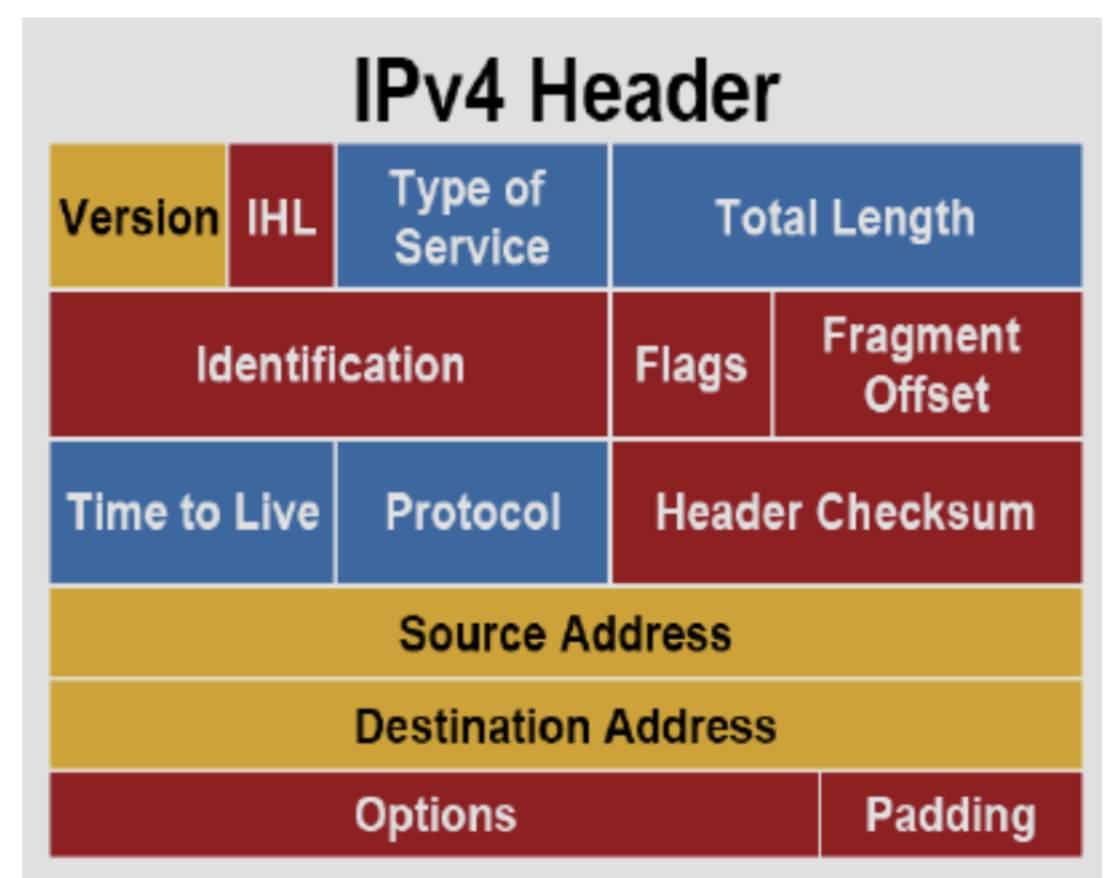 IPv4 Header
Version IHL Type of Service Total Length
Identification Flags Fragment Offset
Time to Live Protocol Header Checksum
Source Address
Destination Address
Options Padding